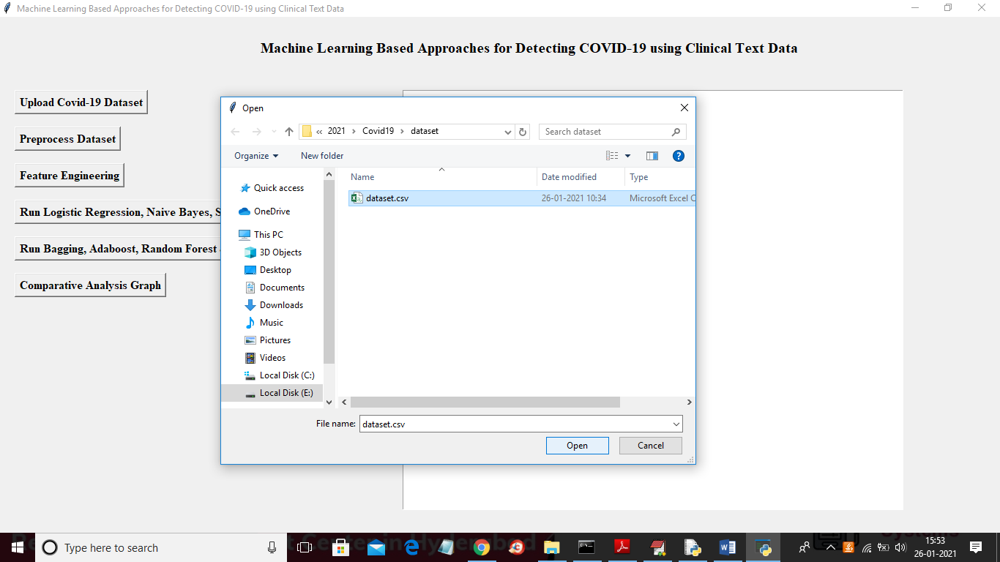 Machine Learning Based Approaches for Detecting COVID-19 using Clinical Text Data
Machine Learning Based Approaches for Detecting COVID-19 using Clinical Text Data
Upload Covid-19 Dataset
Preprocess Dataset
Feature Engineering
Run Logistic Regression, Naive Bayes, S
Run Bagging, Adaboost, Random Forest
Comparative Analysis Graph
Open
« 2021 › Covid19 › dataset
Search dataset
Organize
New folder
Name Date modified Type
dataset.csv 26-01-2021 10:34 Microsoft Excel C
Quick access
OneDrive
This PC
3D Objects
Desktop
Documents
Downloads
Music
Pictures
Videos
Local Disk (C:)
Local Disk (E:)
File name: dataset.csv
Open Cancel
Type here to search
15:53
26-01-2021